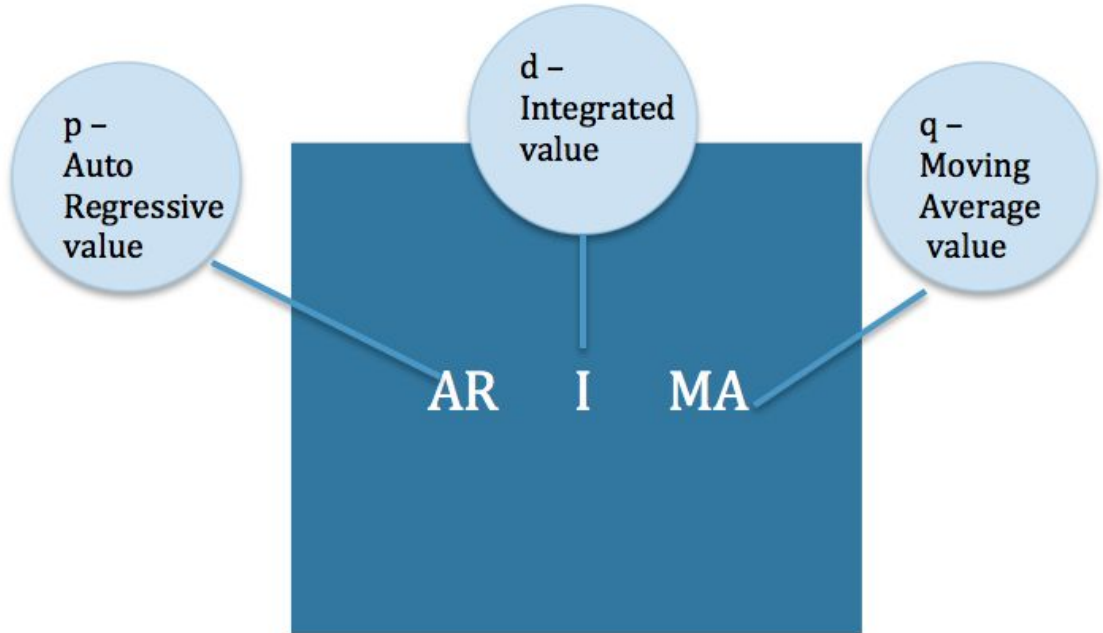 p –
Auto
Regressive
value
d –
Integrated
value
q –
Moving
Average
value
AR I MA